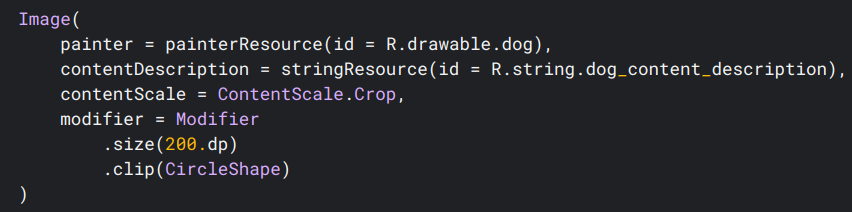 Image(
    painter = painterResource(id = R.drawable.dog),
    contentDescription = stringResource(id = R.string.dog_content_description),
    contentScale = ContentScale.Crop,
    modifier = Modifier
        .size(200.dp)
        .clip(CircleShape)
)